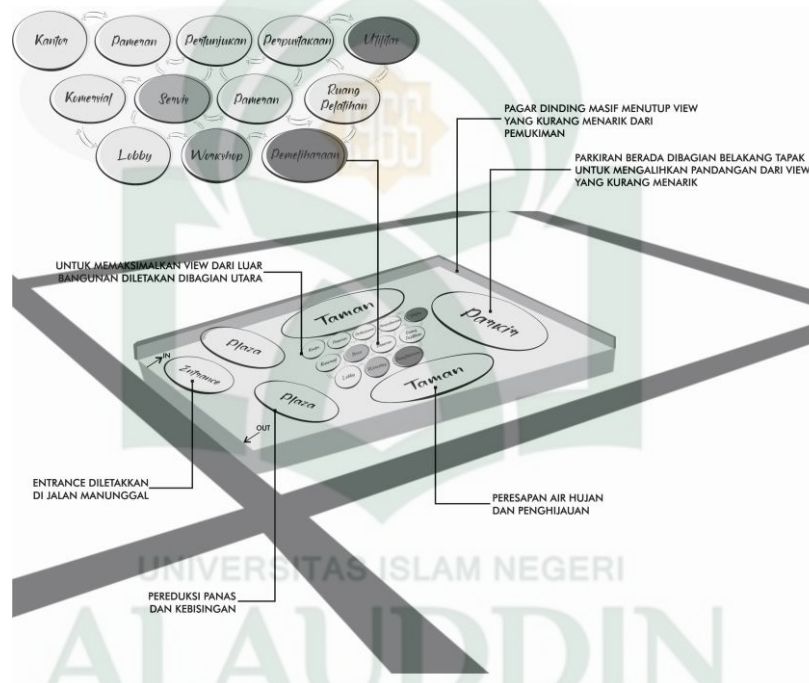 Kantor Pameran Pertunjukan Perpustakaan Utilitas
Komersial Servis Pameran Ruang Pelatihan
Lobby Workshop Pemeliharaan
PAGAR DINDING MASIF MENUTUP VIEW
YANG KURANG MENARIK DARI
PEMUKIMAN
PARKIRAN BERADA DIBAGIAN BELAKANG TAPAK
UNTUK MENGALIHKAN PANDANGAN DARI VIEW
YANG KURANG MENARIK
UNTUK MEMAKSIMALKAN VIEW DARI LUAR
BANGUNAN DILETAKAN DIBAGIAN UTARA
Taman
Parkir
Plaza
IN
Entrance
Plaza
Taman
Lobby
OUT
ENTRANCE DILETAKKAN
DI JALAN MANUNGGAL
PERESAPAN AIR HUJAN
DAN PENGHIJAUAN
PEREDUKSI PANAS
DAN KEBISINGAN
UNIVERSITAS ISLAM NEGERI
ALAUDDIN